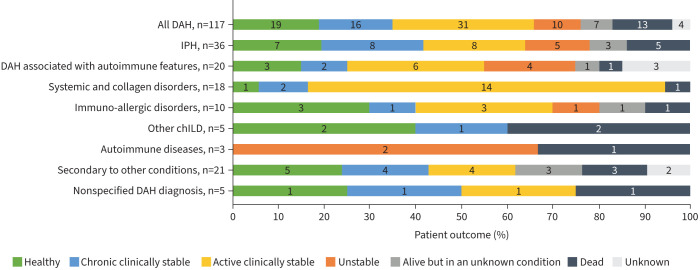 All DAH, n=117 19 16 35 31 10 7 13 4
IPH, n=36 7 8 8 5 3 5
DAH associated with autoimmune features, n=20 3 2 6 4 1 1 3
Systemic and collagen disorders, n=18 1 2 14 1
Immuno-allergic disorders, n=10 3 1 3 1 1 1
Other chILD, n=5 2 1 2
Autoimmune diseases, n=3 2 1
Secondary to other conditions, n=21 5 4 4 3 3 2
Nonspecified DAH diagnosis, n=5 1 1 1 1
0 10 20 30 40 50 60 70 80 90 100
Patient outcome (%)
Healthy Chronic clinically stable Active clinically stable Unstable Alive but in an unknown condition Dead Unknown